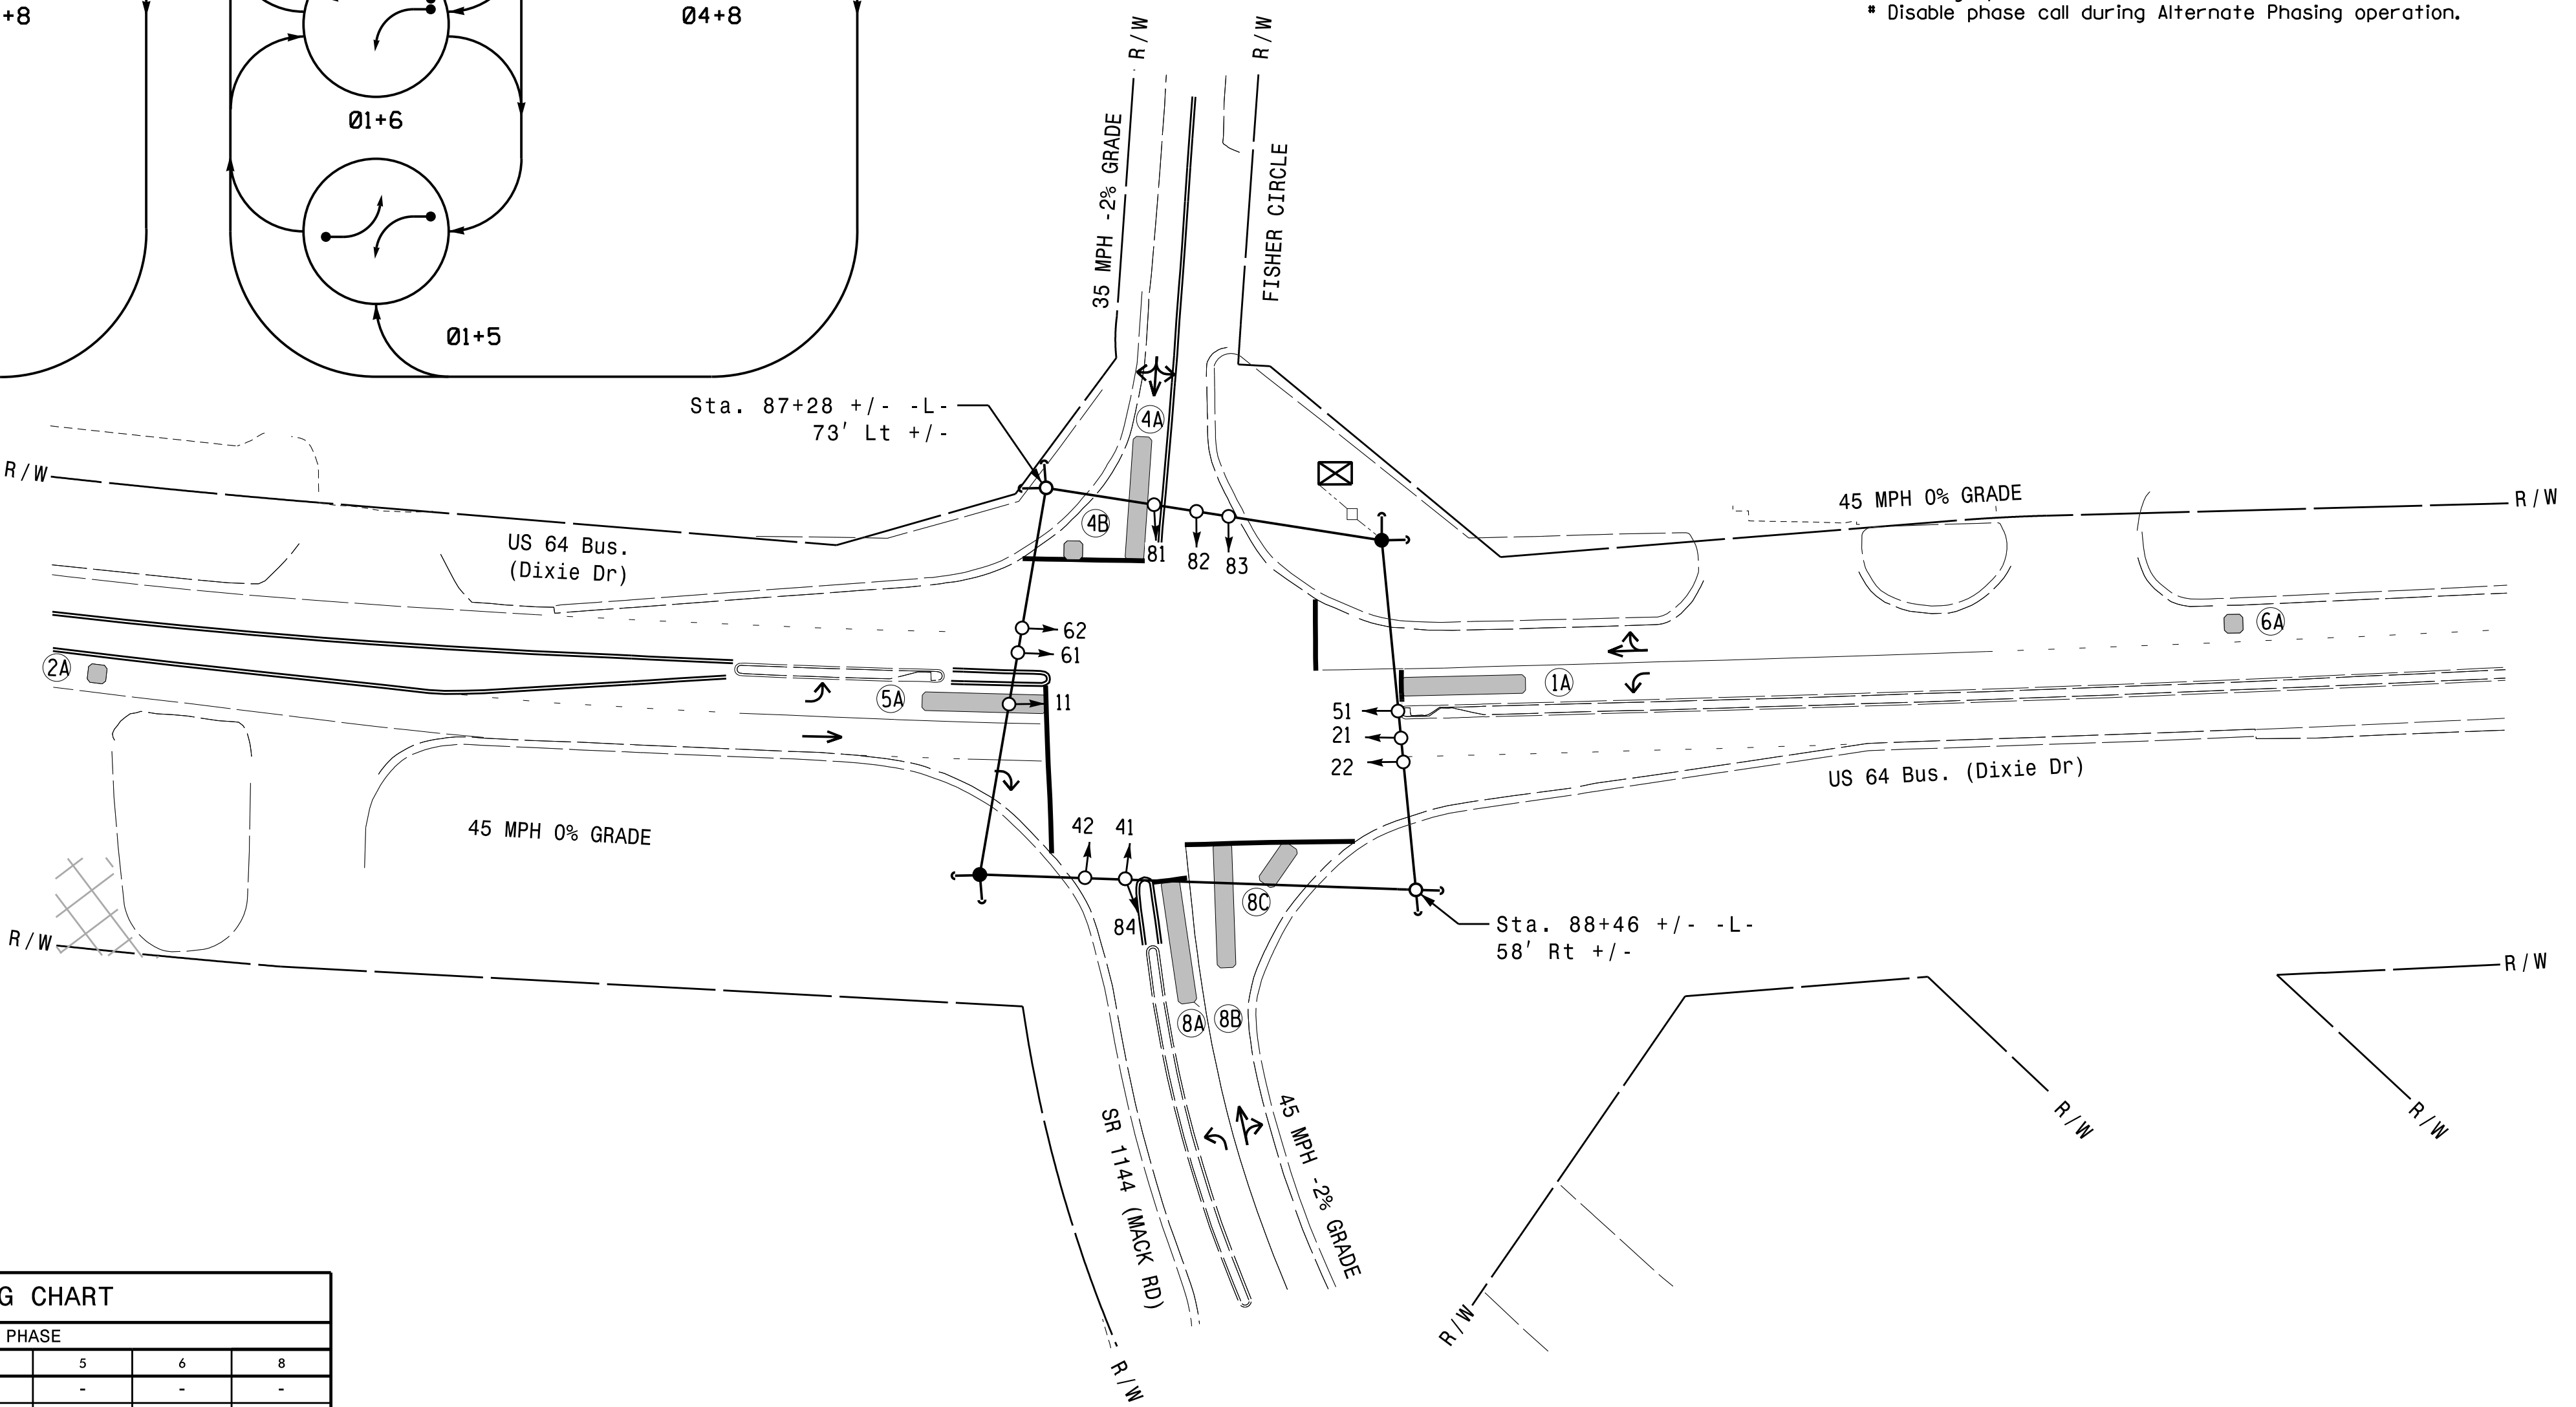 +8
Ø4+8
* Disable phase call during Alternate Phasing operation.
Ø1+6
Ø1+5
R/W
R/W
35 MPH -2% GRADE
FISHER CIRCLE
Sta. 87+28 +/- -L-
73' Lt +/-
4A
4B
81
82
83
R/W
US 64 Bus.
(Dixie Dr)
45 MPH 0% GRADE
R/W
62
61
6A
2A
5A
11
1A
51
21
22
US 64 Bus. (Dixie Dr)
45 MPH 0% GRADE
42
41
84
8C
Sta. 88+46 +/- -L-
58' Rt +/-
R/W
R/W
8A
8B
SR 1144 (MACK RD)
45 MPH -2% GRADE
R/W
R/W
R/W
R/W
G CHART
PHASE
5
6
8
-
-
-